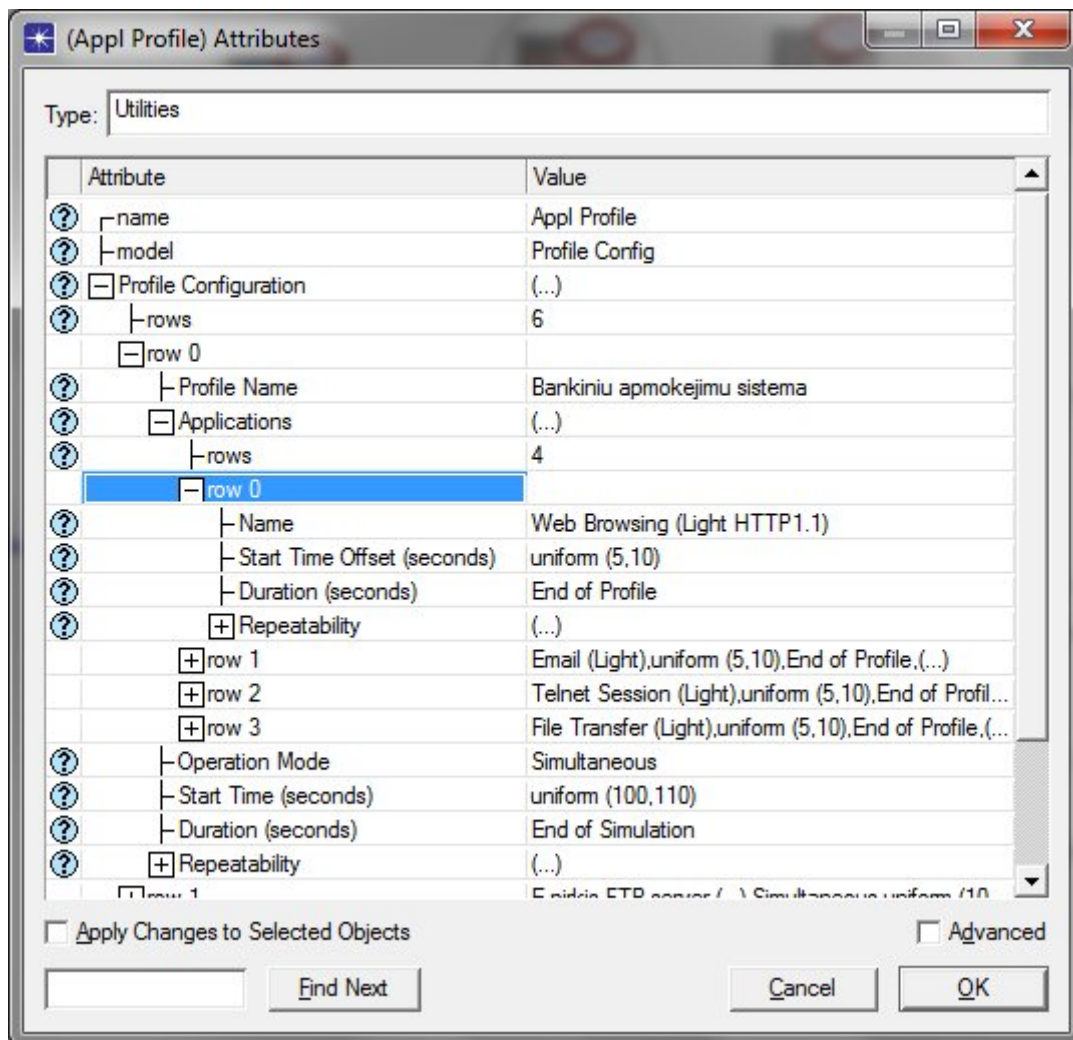 (Appl Profile) Attributes
Type: Utilities
Attribute Value
name Appl Profile
model Profile Config
Profile Configuration (...)
rows 6
row 0
Profile Name Bankiniu apmokejimu sistema
Applications (...)
rows 4
row 0
Name Web Browsing (Light HTTP1.1)
Start Time Offset (seconds) uniform (5,10)
Duration (seconds) End of Profile
Repeatability (...)
row 1 Email (Light),uniform (5,10),End of Profile,(...)
row 2 Telnet Session (Light),uniform (5,10),End of Profil...
row 3 File Transfer (Light),uniform (5,10),End of Profile,(...
Operation Mode Simultaneous
Start Time (seconds) uniform (100,110)
Duration (seconds) End of Simulation
Repeatability (...)
row 1
Apply Changes to Selected Objects Advanced
Find Next Cancel OK